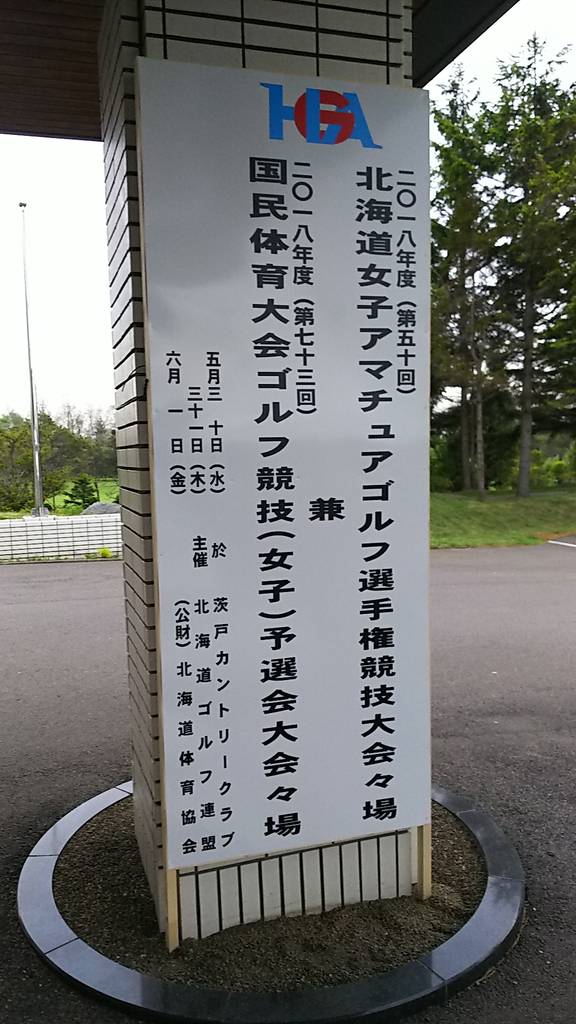 HGA
二〇一八年度（第五十回）
北海道女子アマチュアゴルフ選手権競技大会々場
兼
二〇一八年度（第七十三回）
国民体育大会ゴルフ競技（女子）予選会大会々場
五月三十日（水）
三十一日（木）
六月一日（金）
於 茨戸カントリークラブ
主催 北海道ゴルフ連盟
（公財）北海道体育協会